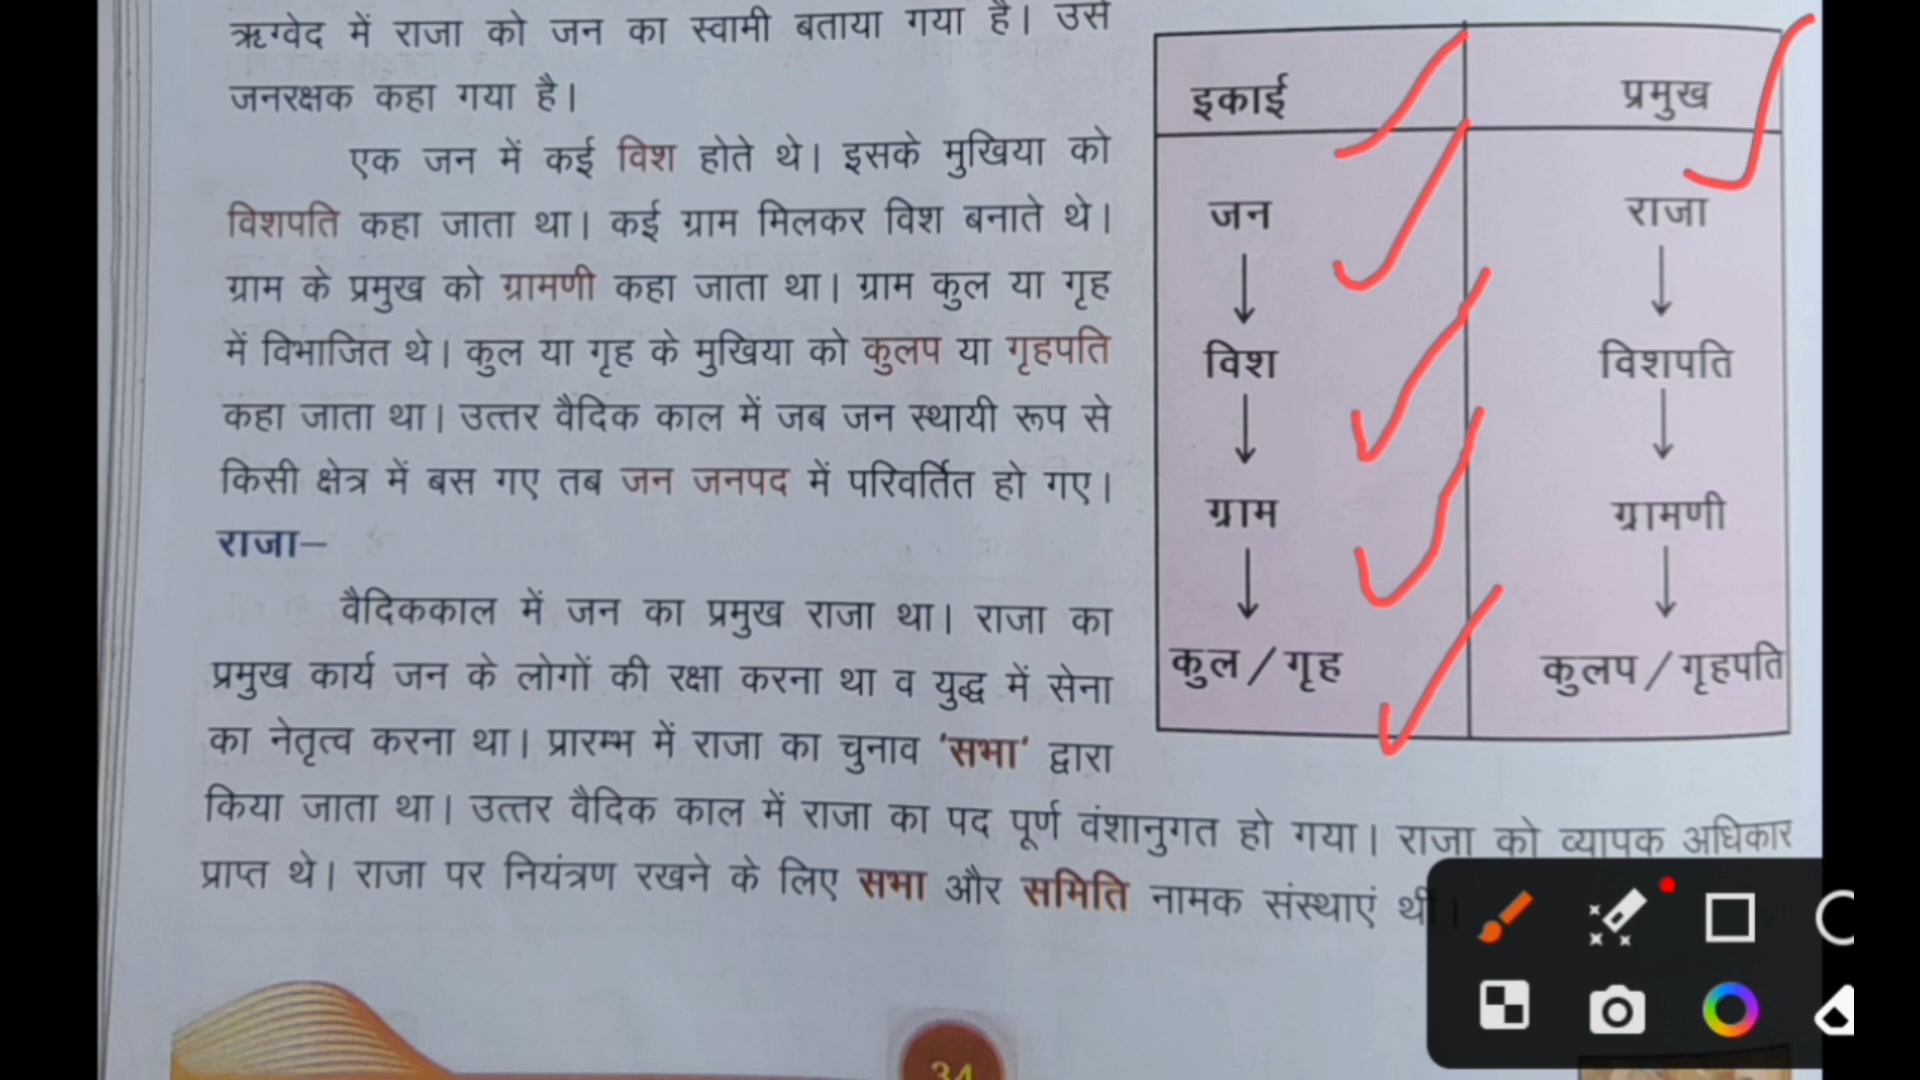 ऋग्वेद में राजा को जन का स्वामी बताया गया है। उसे
जनरक्षक कहा गया है।
एक जन में कई विश होते थे। इसके मुखिया को
विशपति कहा जाता था। कई ग्राम मिलकर विश बनाते थे।
ग्राम के प्रमुख को ग्रामणी कहा जाता था। ग्राम कुल या गृह
में विभाजित थे। कुल या गृह के मुखिया को कुलप या गृहपति
कहा जाता था। उत्तर वैदिक काल में जब जन स्थायी रूप से
किसी क्षेत्र में बस गए तब जन जनपद में परिवर्तित हो गए।
राजा–
वैदिककाल में जन का प्रमुख राजा था। राजा का
प्रमुख कार्य जन के लोगों की रक्षा करना था व युद्ध में सेना
का नेतृत्व करना था। प्रारम्भ में राजा का चुनाव 'सभा' द्वारा
किया जाता था। उत्तर वैदिक काल में राजा का पद पूर्ण वंशानुगत हो गया। राजा को व्यापक अधिकार
प्राप्त थे। राजा पर नियंत्रण रखने के लिए सभा और समिति नामक संस्थाएं थीं।
इकाई प्रमुख
जन राजा
विश विशपति
ग्राम ग्रामणी
कुल / गृह कुलप / गृहपति
34